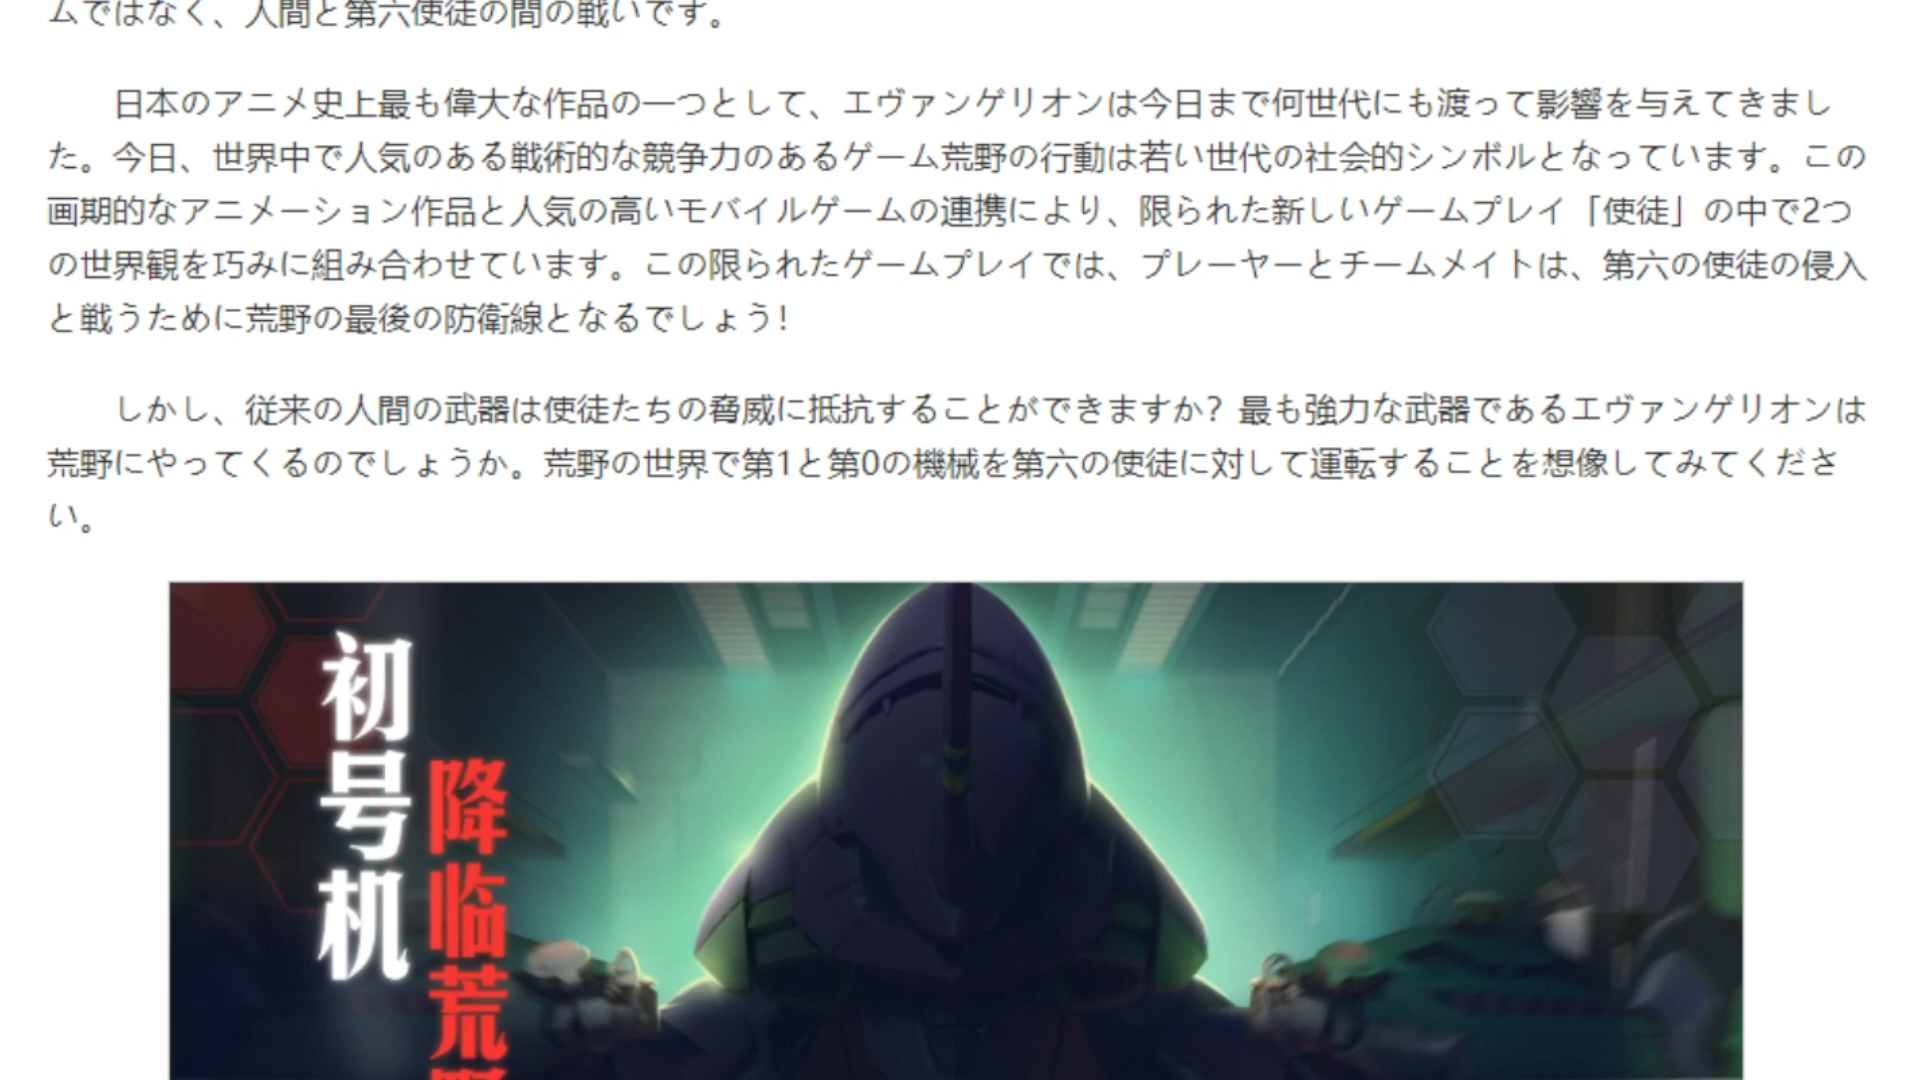 ムではなく、人間と第六使徒の間の戦いです。
日本のアニメ史上最も偉大な作品の一つとして、エヴァンゲリオンは今日まで何世代にも渡って影響を与えてきまし
た。今日、世界中で人気のある戦術的な競争力のあるゲーム荒野の行動は若い世代の社会的シンボルとなっています。この
画期的なアニメーション作品と人気の高いモバイルゲームの連携により、限られた新しいゲームプレイ「使徒」の中で2つ
の世界観を巧みに組み合わせています。この限られたゲームプレイでは、プレーヤーとチームメイトは、第六の使徒の侵入
と戦うために荒野の最後の防衛線となるでしょう!
しかし、従来の人間の武器は使徒たちの脅威に抵抗することができますか? 最も強力な武器であるエヴァンゲリオンは
荒野にやってくるのでしょうか。荒野の世界で第1と第0の機械を第六の使徒に対して運転することを想像してみてくださ
い。
初号机
降临荒野